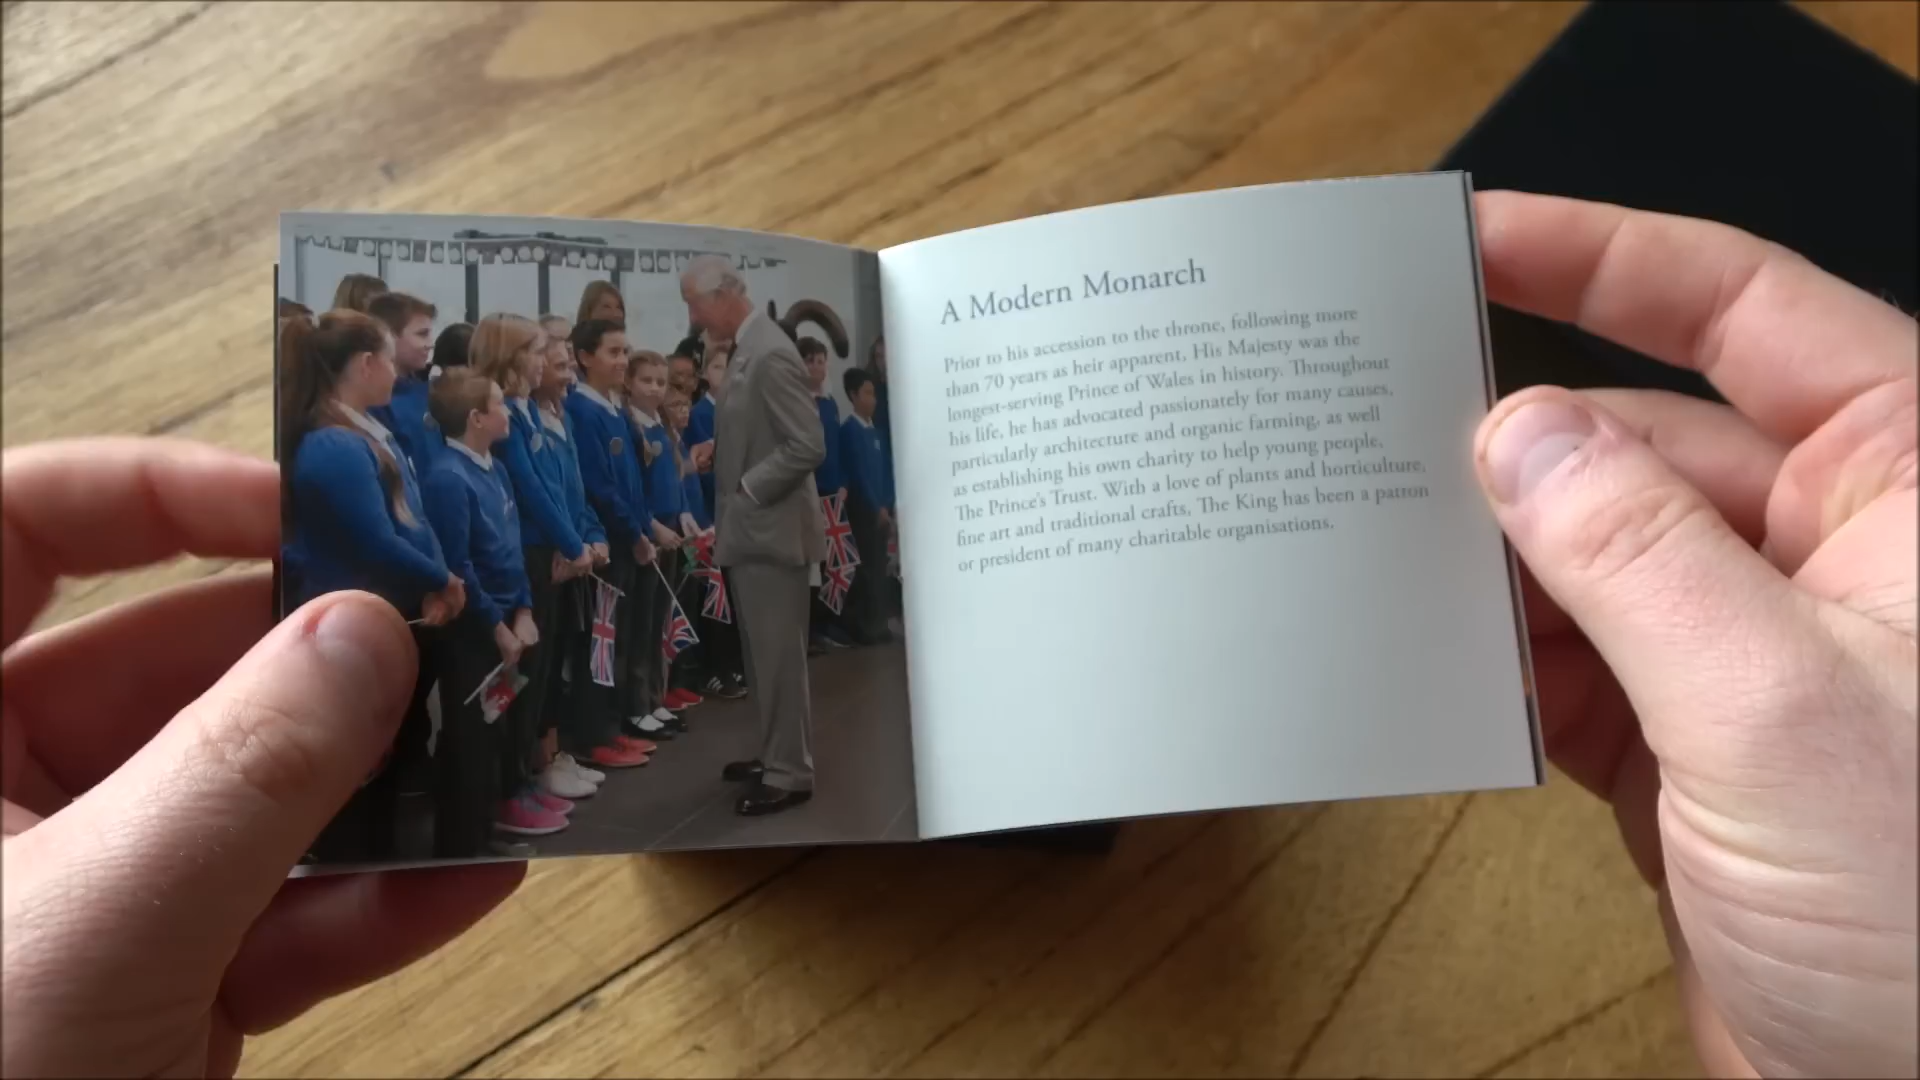 A Modern Monarch
Prior to his accession to the throne, following more
than 70 years as heir apparent, His Majesty was the
longest-serving Prince of Wales in history. Throughout
his life, he has advocated passionately for many causes,
particularly architecture and organic farming, as well
as establishing his own charity to help young people,
The Prince's Trust. With a love of plants and horticulture,
fine art and traditional crafts, The King has been a patron
or president of many charitable organisations.